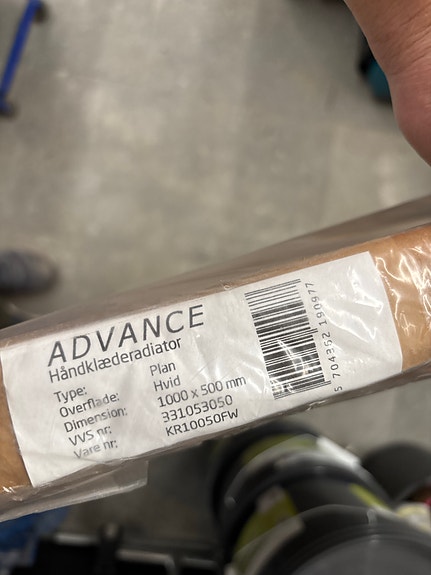 ADVANCE
Håndklæderadiator
Type: Plan
Overflade: Hvid
Dimension: 1000 x 500 mm
VVS nr: 331053050
Vare nr: KR10050FW
5 704352 190977